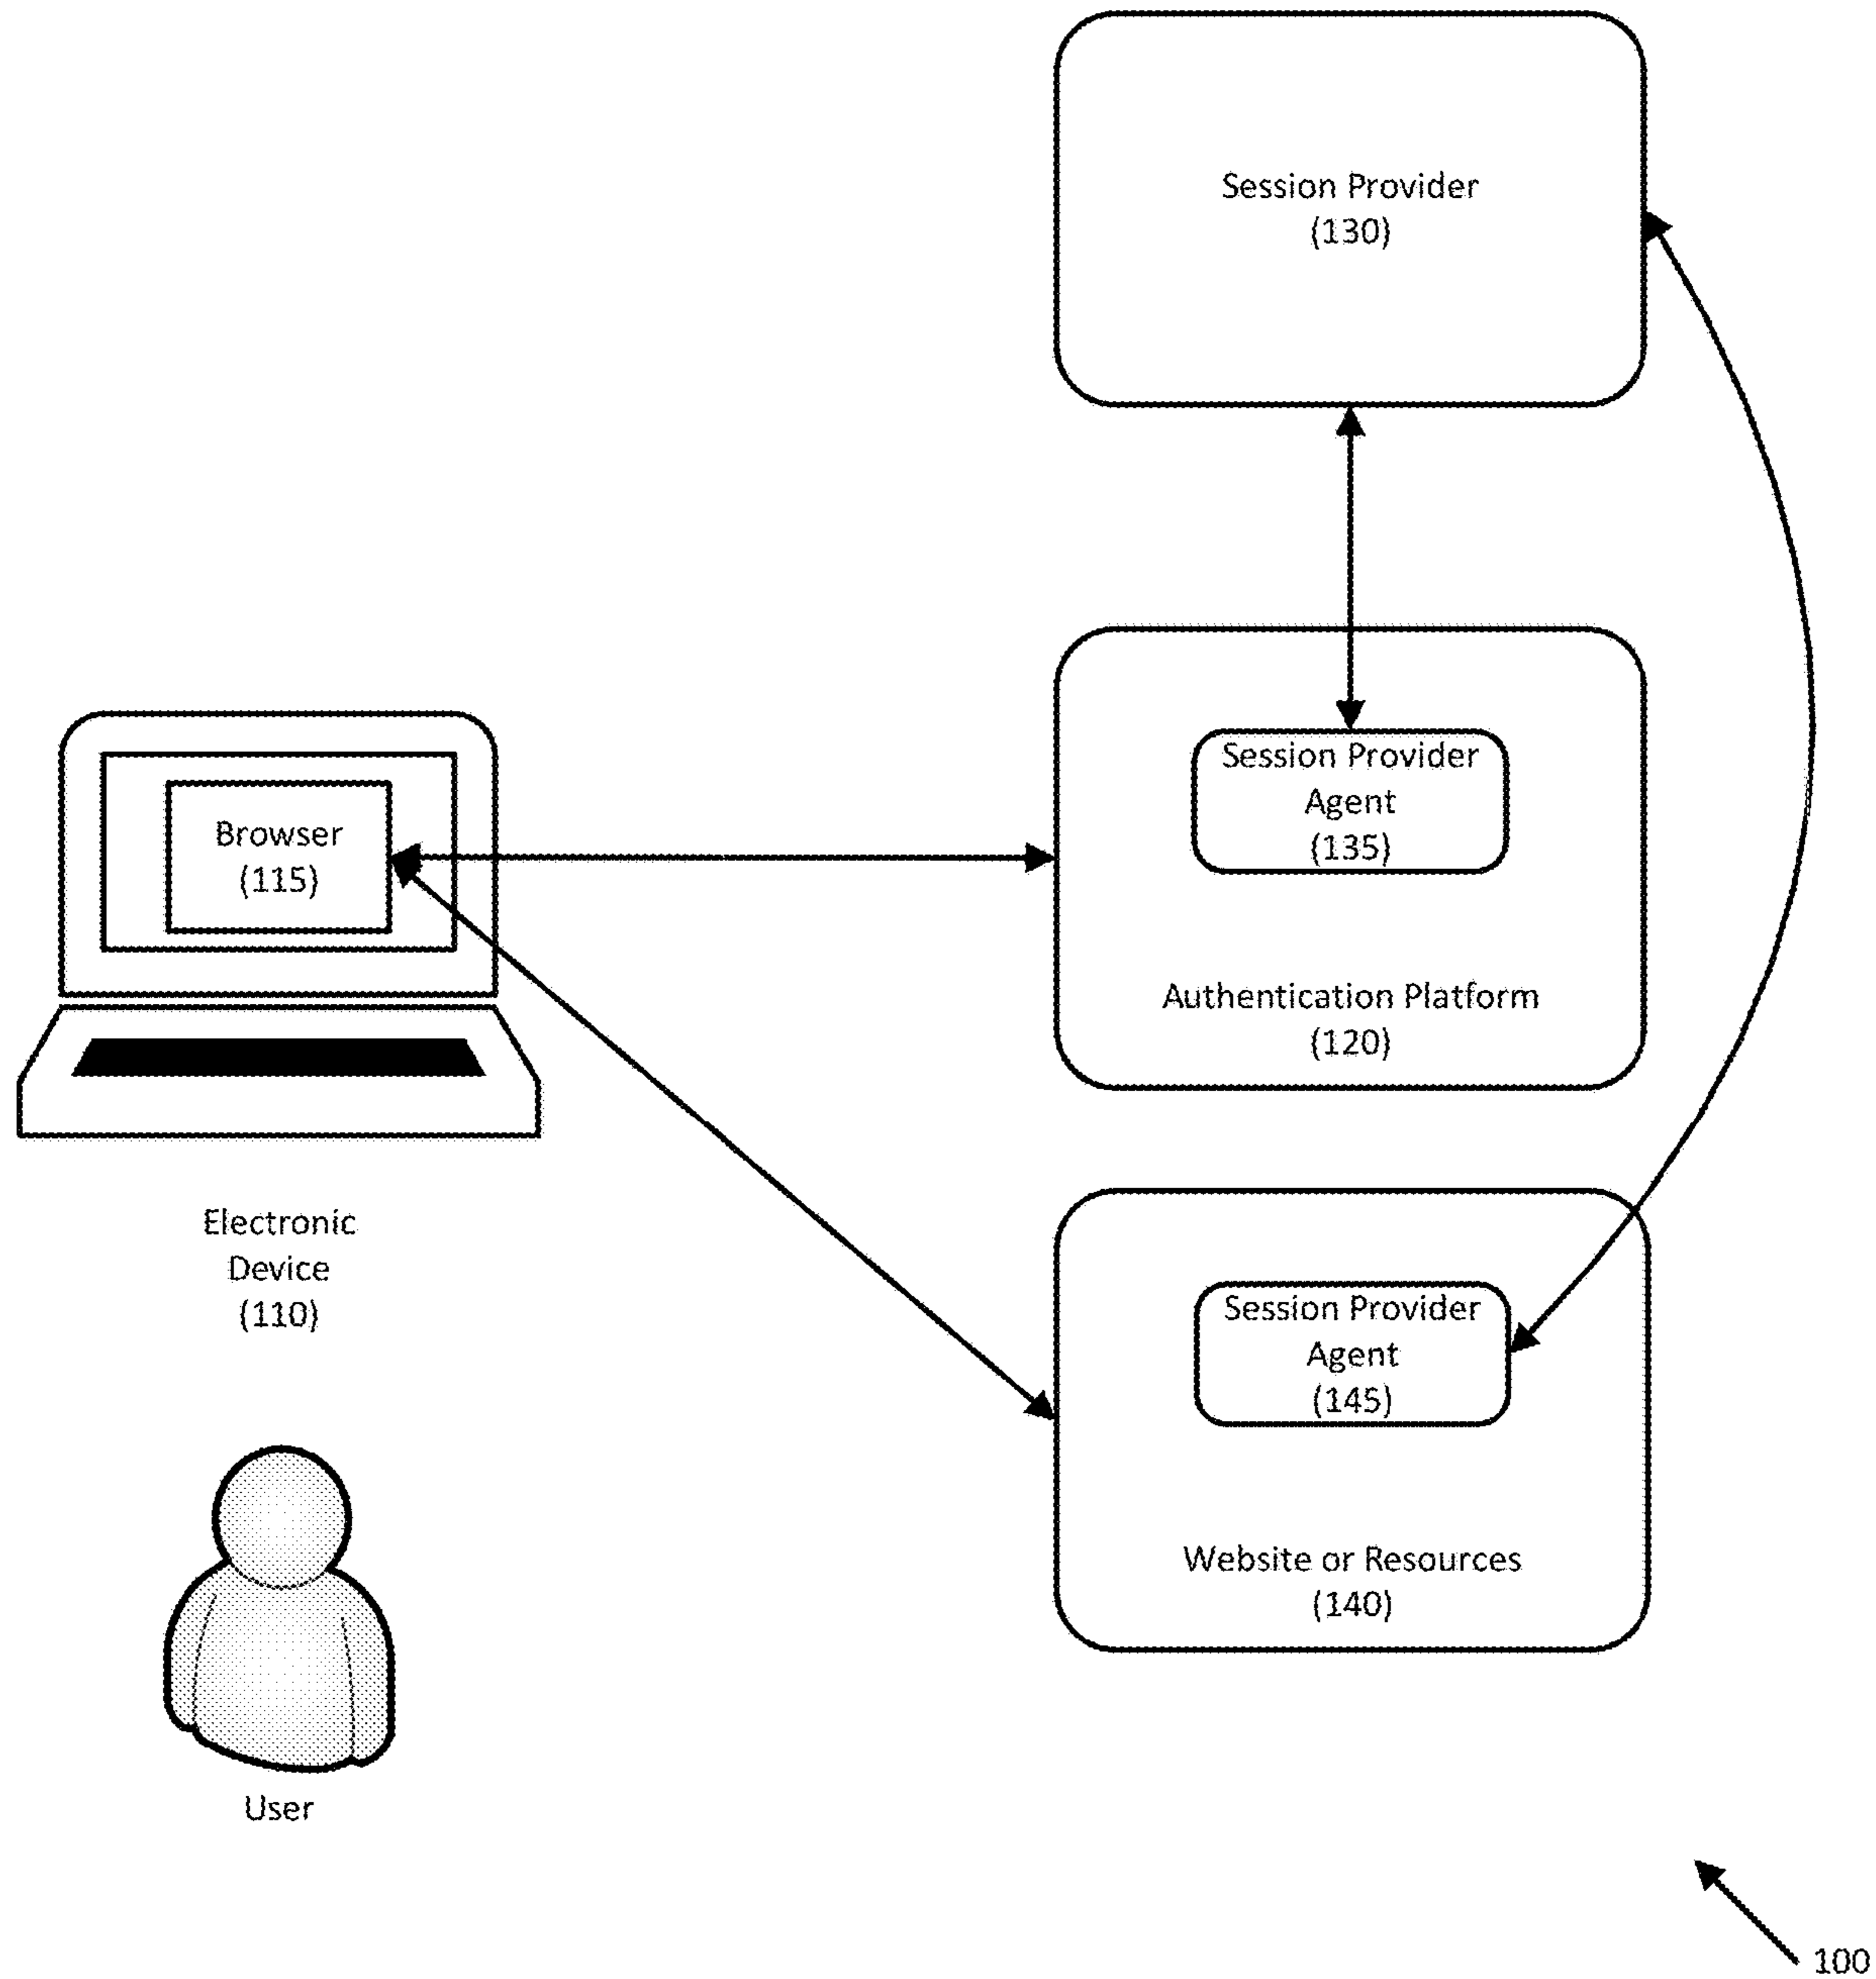 Session Provider
(130)
Session Provider
Agent
(135)
Browser
(115)
Authentication Platform
(120)
Electronic
Device
(110)
Session Provider
Agent
(145)
Website or Resources
(140)
User
100